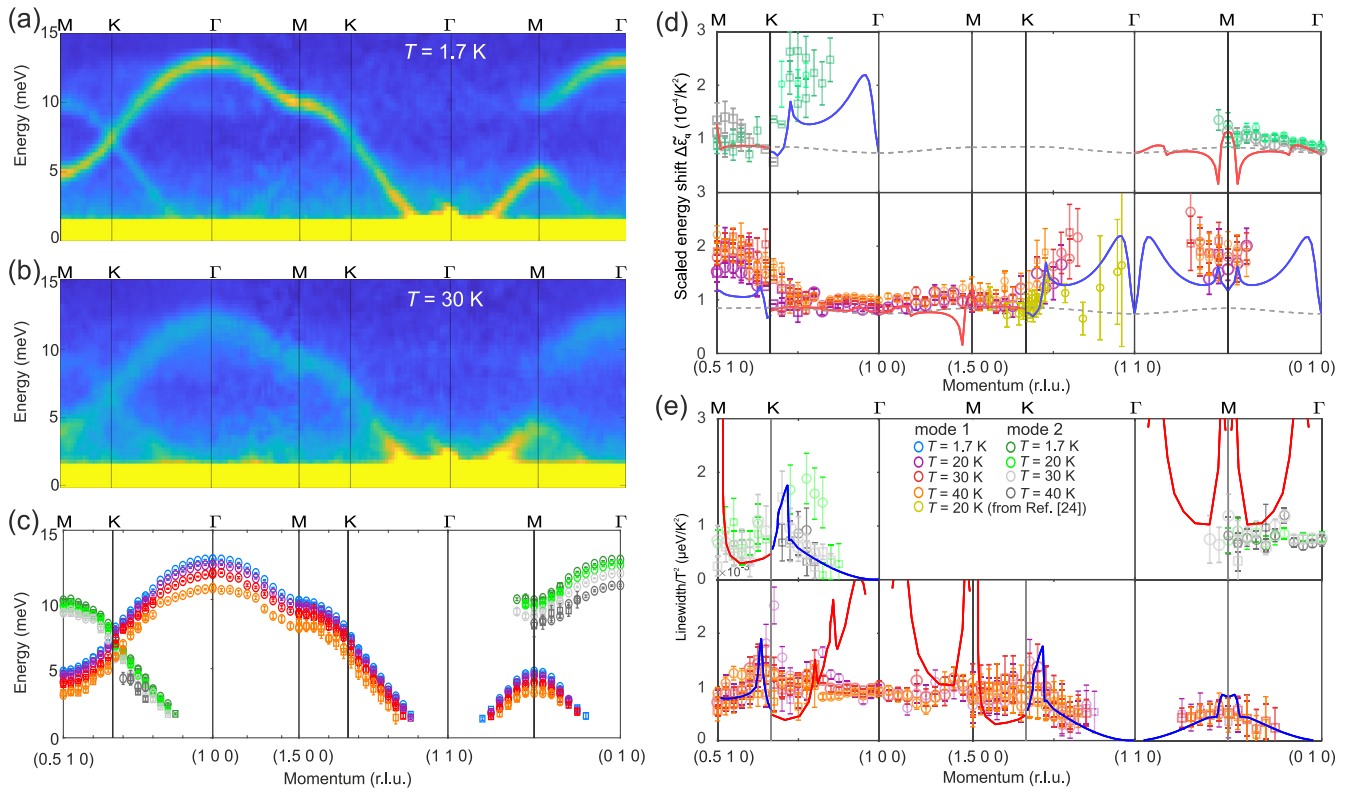 (a)
M K Γ M K Γ M Γ
15
10
5
0
Energy (meV)
T = 1.7 K
(b)
15
10
5
0
Energy (meV)
T = 30 K
(c)
M K Γ M K Γ M Γ
15
10
5
0
Energy (meV)
(0.5 1 0) (1 0 0) (1.5 0 0) (1 1 0) (0 1 0)
Momentum (r.l.u.)
(d)
M K Γ M K Γ M Γ
3
2
1
3
2
1
0
Scaled energy shift Δε̃q (10⁻⁴/K²)
(0.5 1 0) (1 0 0) (1.5 0 0) (1 1 0) (0 1 0)
Momentum (r.l.u.)
(e)
M K Γ M K Γ M Γ
3
2
1
0
2
1
0
Linewidth/T² (μeV/K²)
×10⁻³
mode 1 mode 2
T = 1.7 K T = 1.7 K
T = 20 K T = 20 K
T = 30 K T = 30 K
T = 40 K T = 40 K
T = 20 K (from Ref. [24])
(0.5 1 0) (1 0 0) (1.5 0 0) (1 1 0) (0 1 0)
Momentum (r.l.u.)